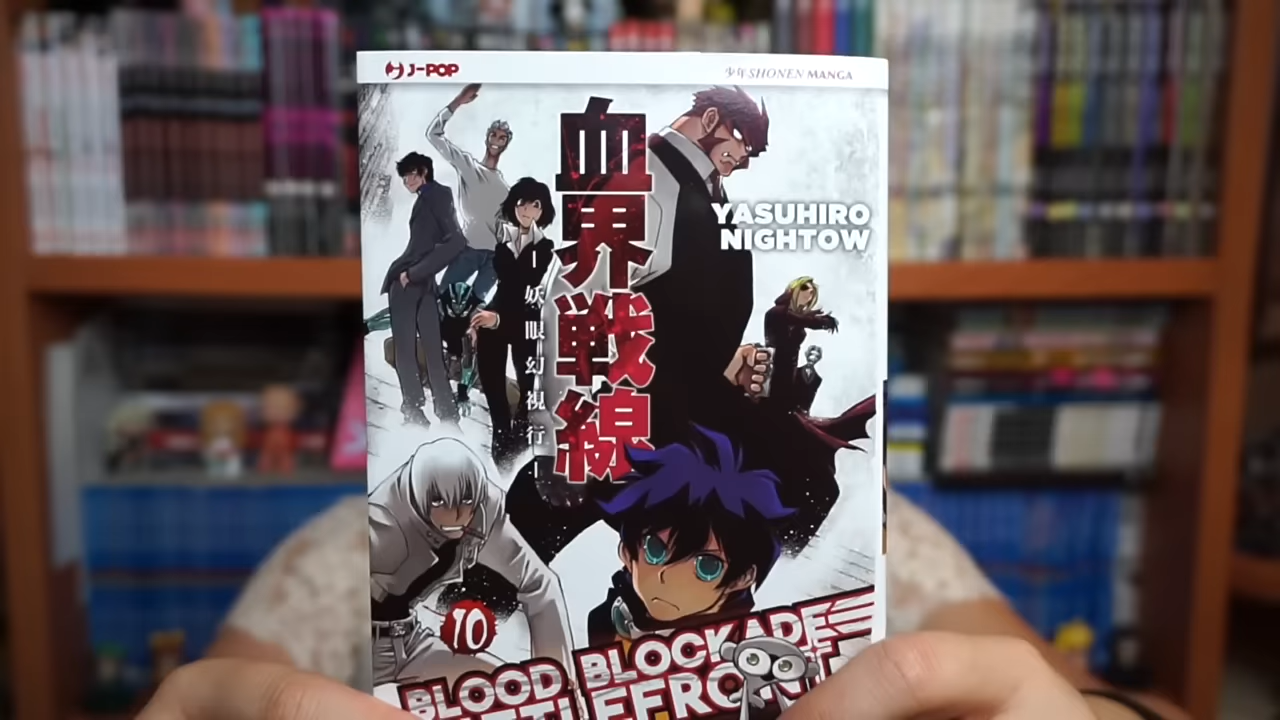 J-POP
少年 SHONEN MANGA
血界戦線
—妖眼幻視行—
YASUHIRO
NIGHTOW
10
BLOOD BLOCKADE
BATTLEFRONT